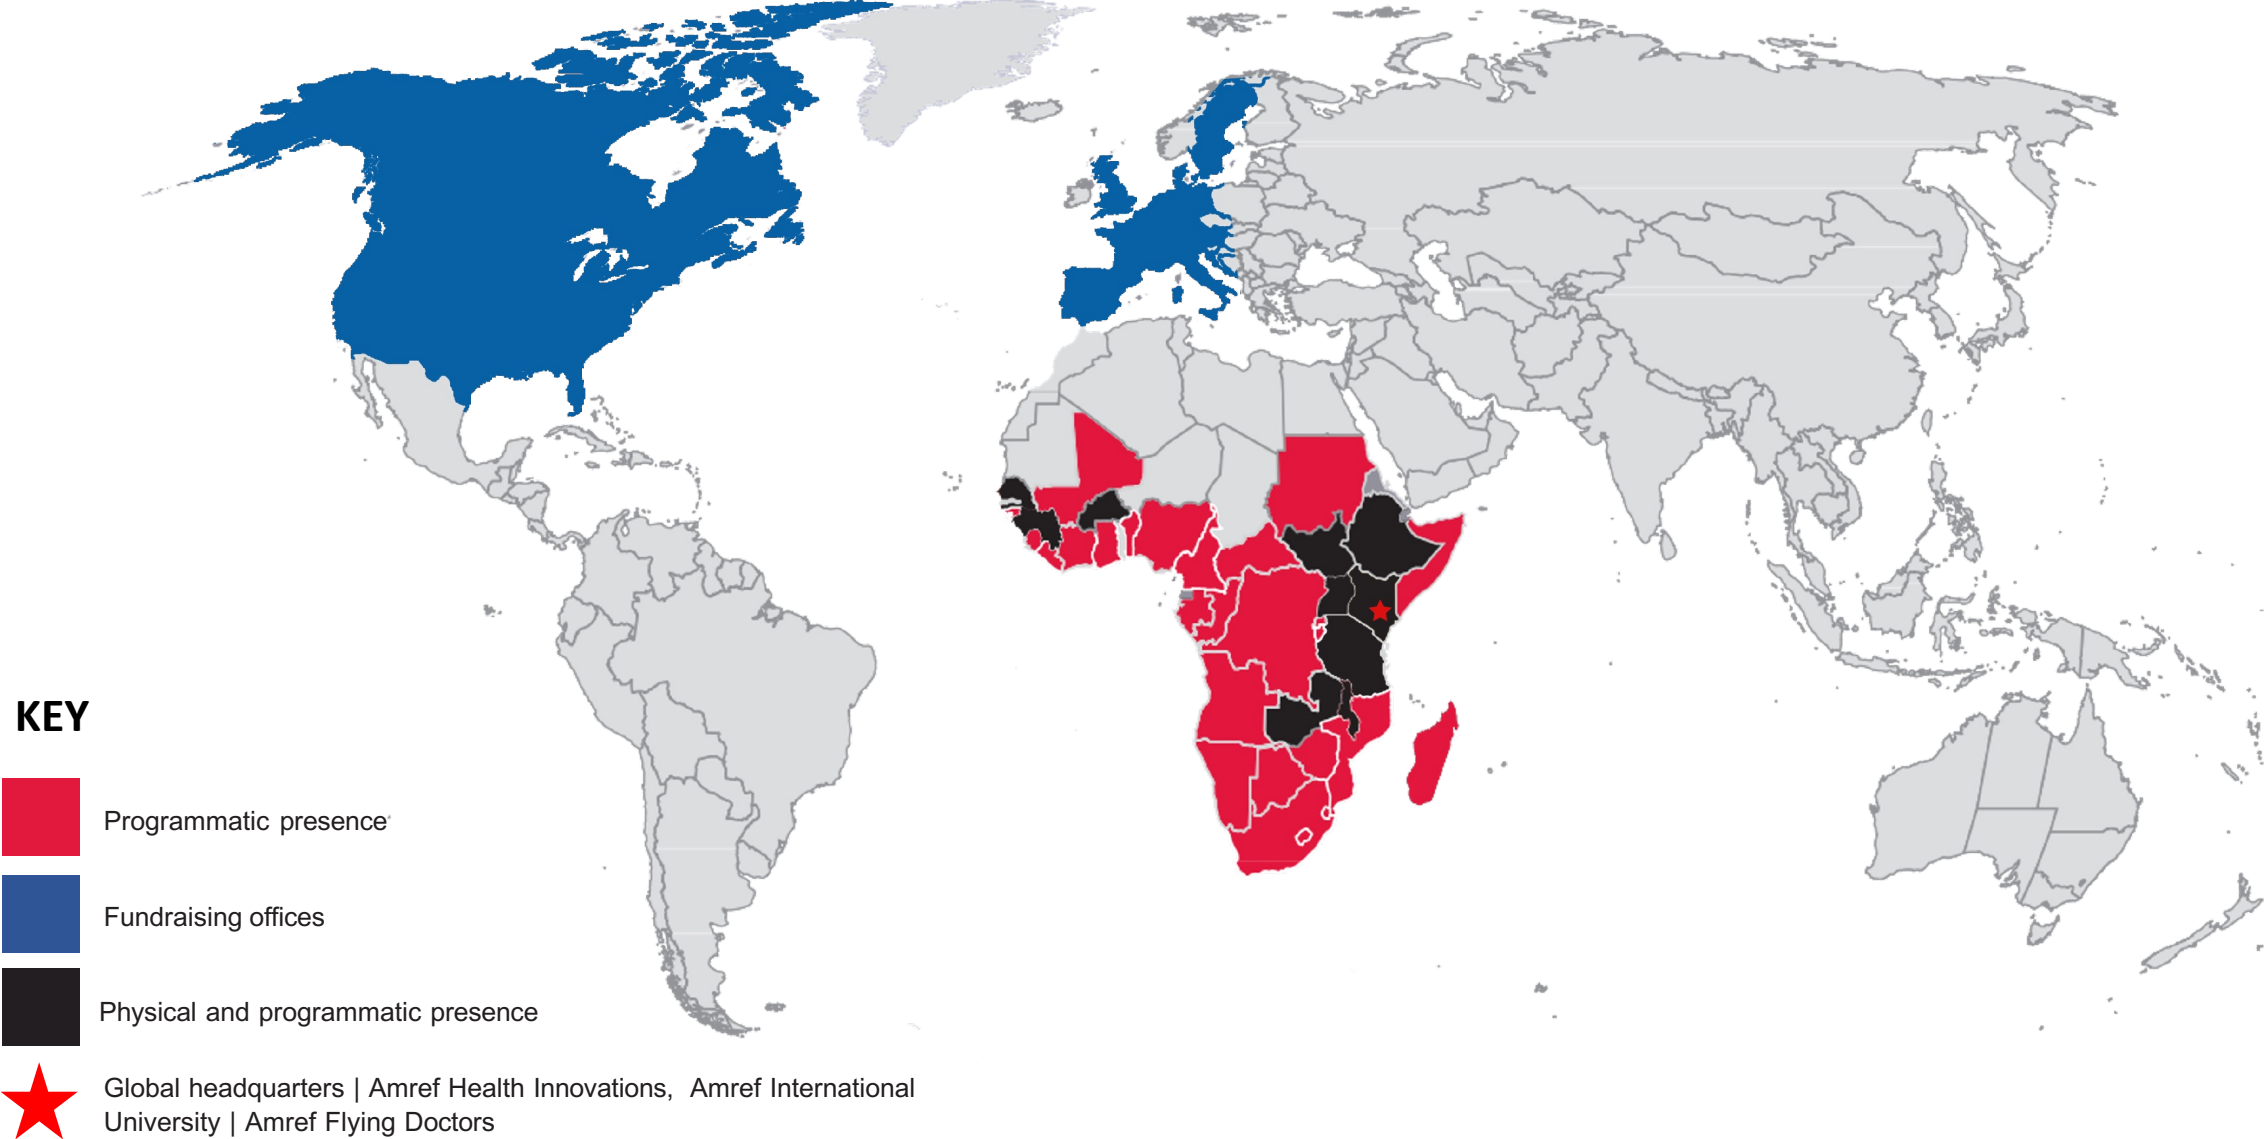 KEY
Programmatic presence
Fundraising offices
Physical and programmatic presence
Global headquarters | Amref Health Innovations, Amref International
University | Amref Flying Doctors